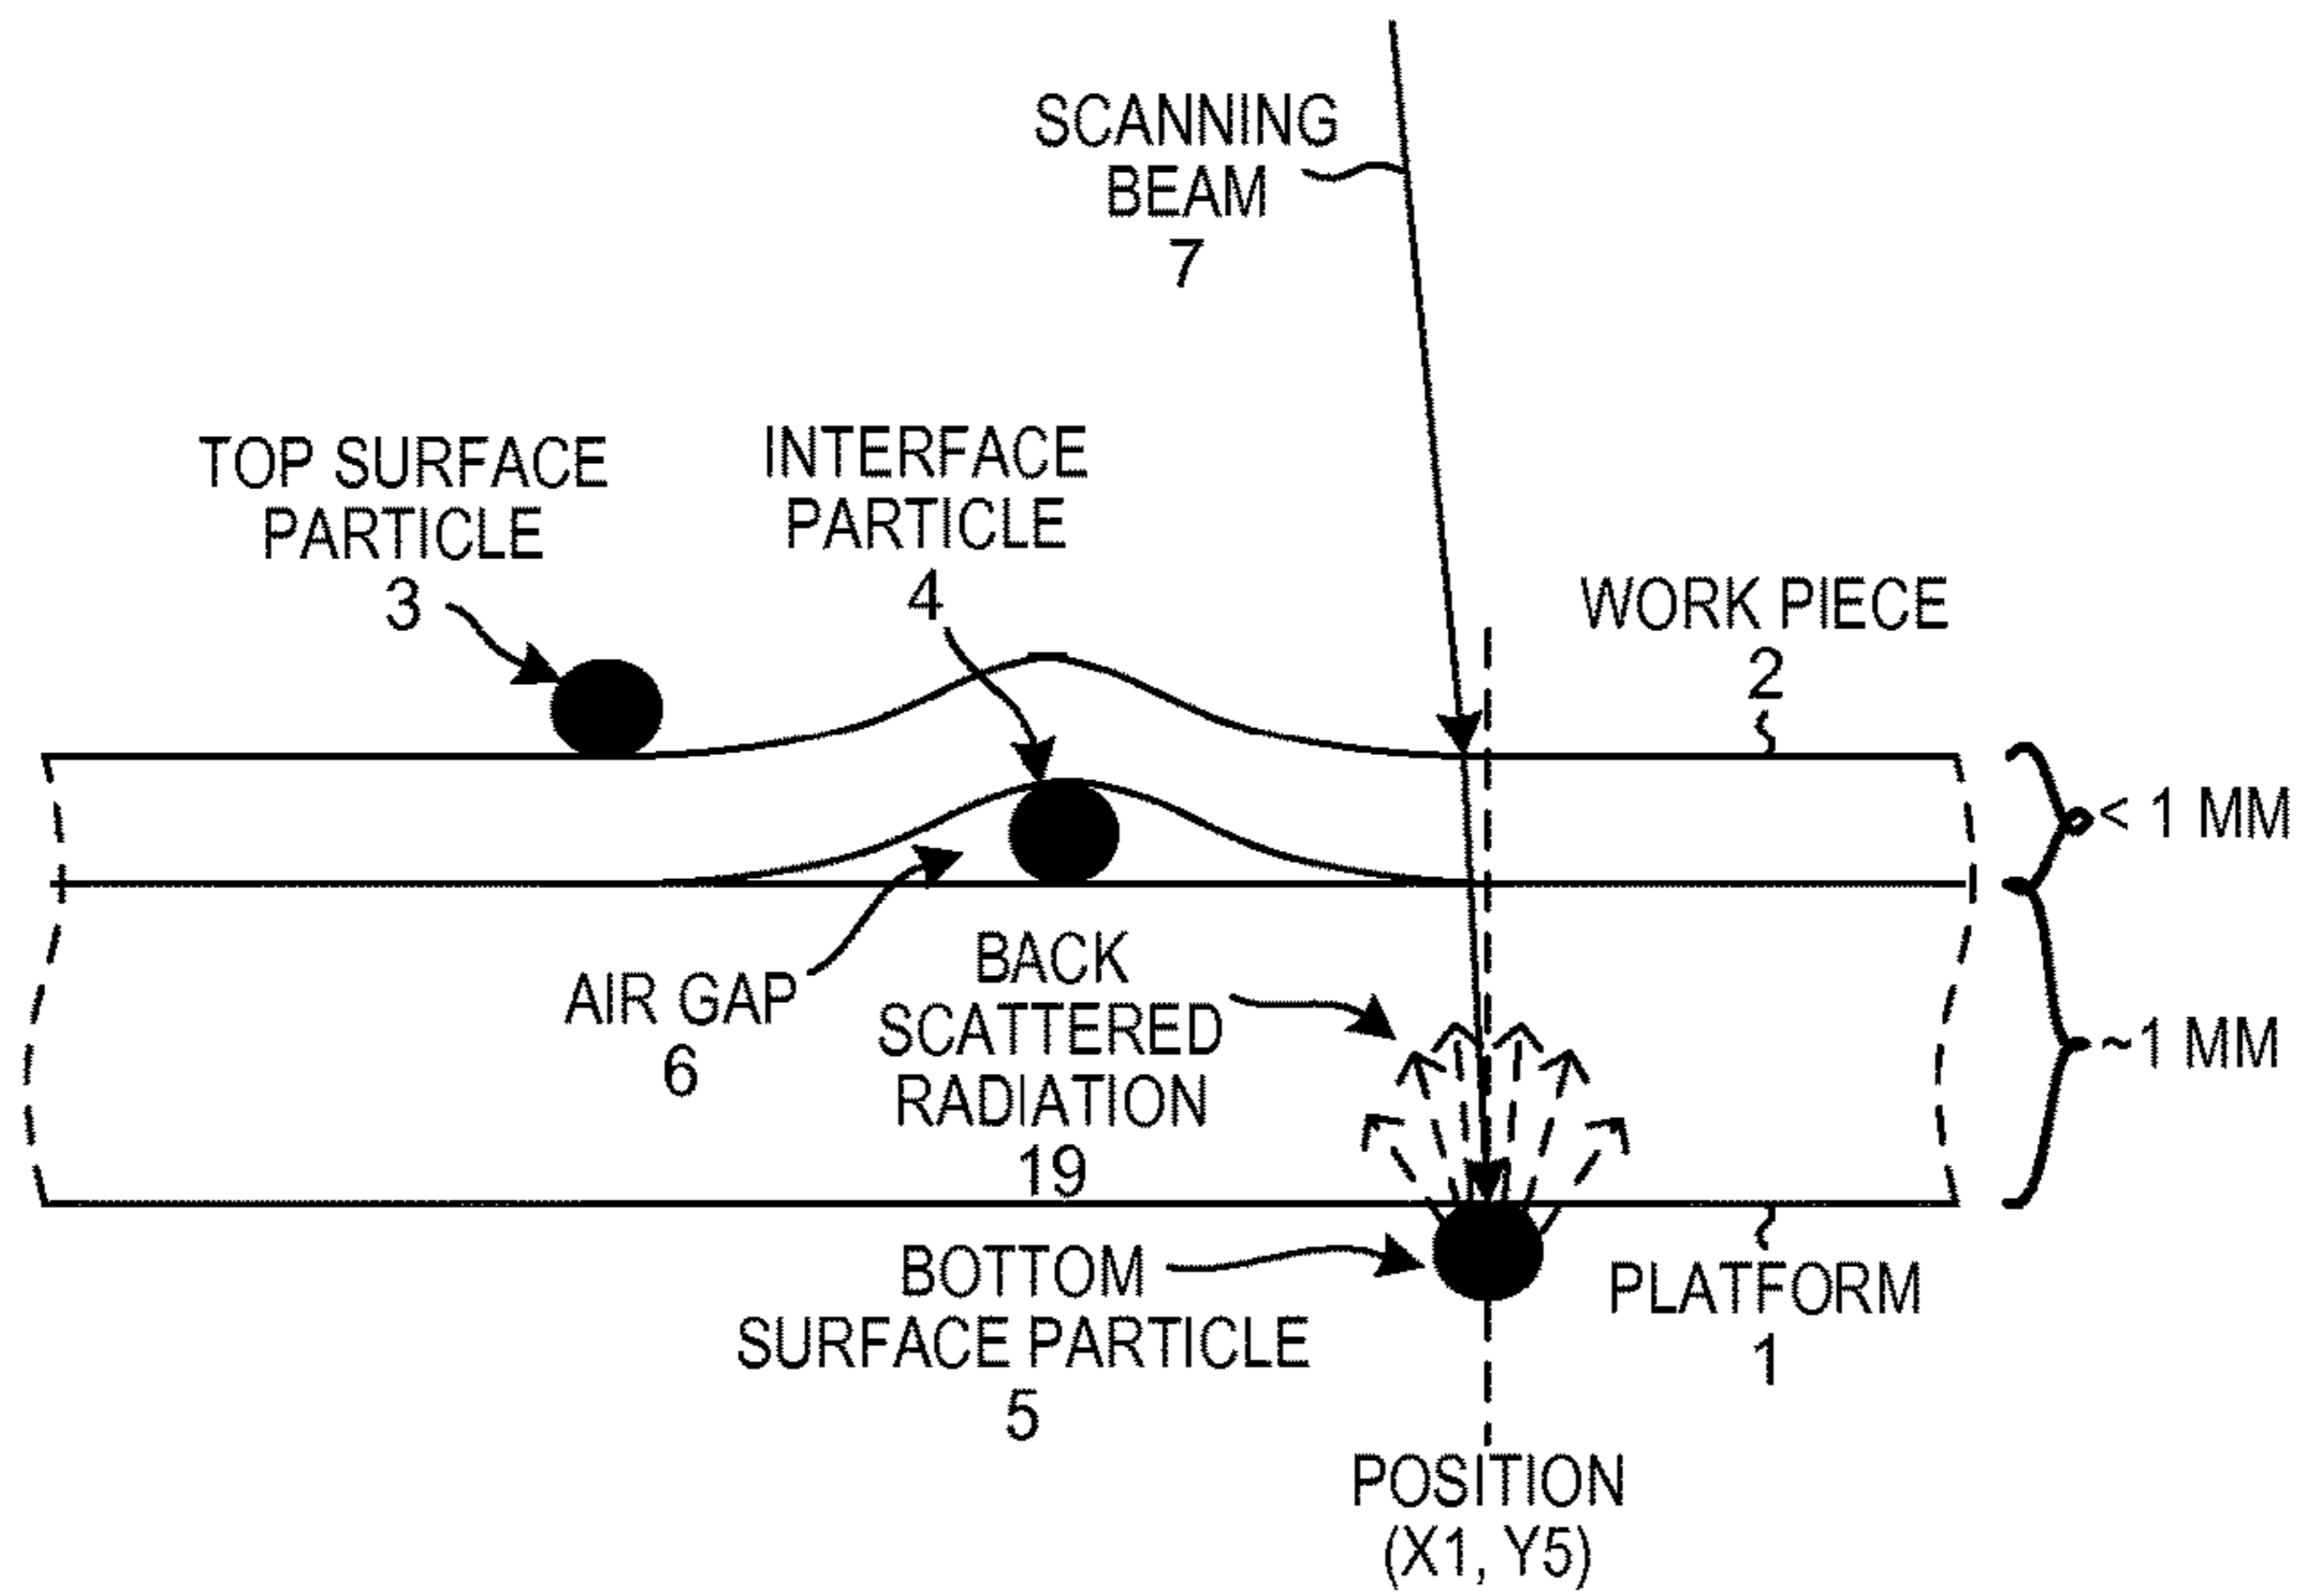 SCANNING
BEAM
7
TOP SURFACE
PARTICLE
3
INTERFACE
PARTICLE
4
WORK PIECE
2
< 1 MM
AIR GAP
6
BACK
SCATTERED
RADIATION
19
~1 MM
BOTTOM
SURFACE PARTICLE
5
PLATFORM
1
POSITION
(X1, Y5)